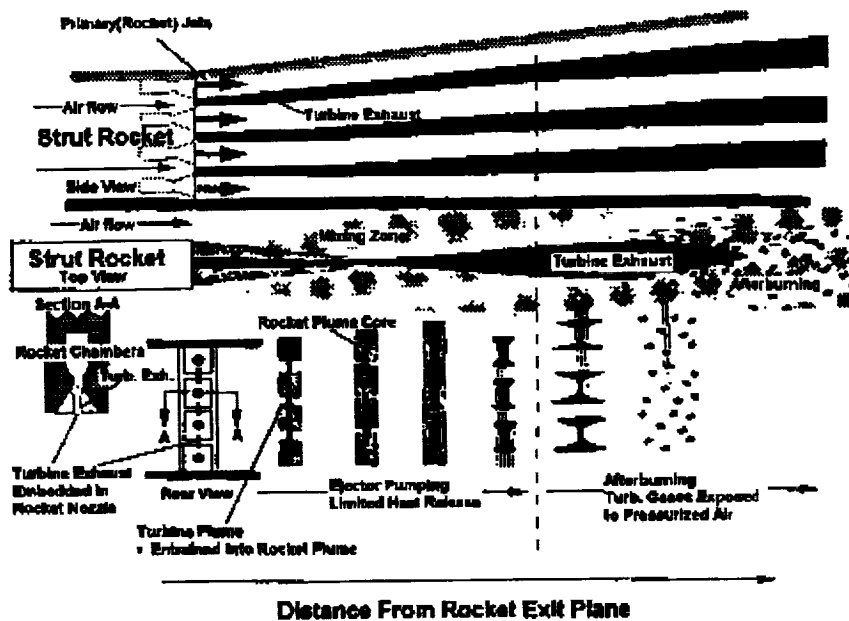 Primary(Rocket) Jets
Air flow
Turbine Exhaust
Strut Rocket
Side View
Air flow
Mixing Zone
Strut Rocket
Top View
Turbine Exhaust
Afterburning
Section A-A
Rocket Plume Core
Rocket Chambers
Turb. Exh.
A
A
Turbine Exhaust
Embedded in
Rocket Nozzle
Rear View
Ejector Pumping
Limited Heat Release
Afterburning
Turb. Gases Exposed
to Pressurized Air
Turbine Plume
Entrained into Rocket Plume
Distance From Rocket Exit Plane